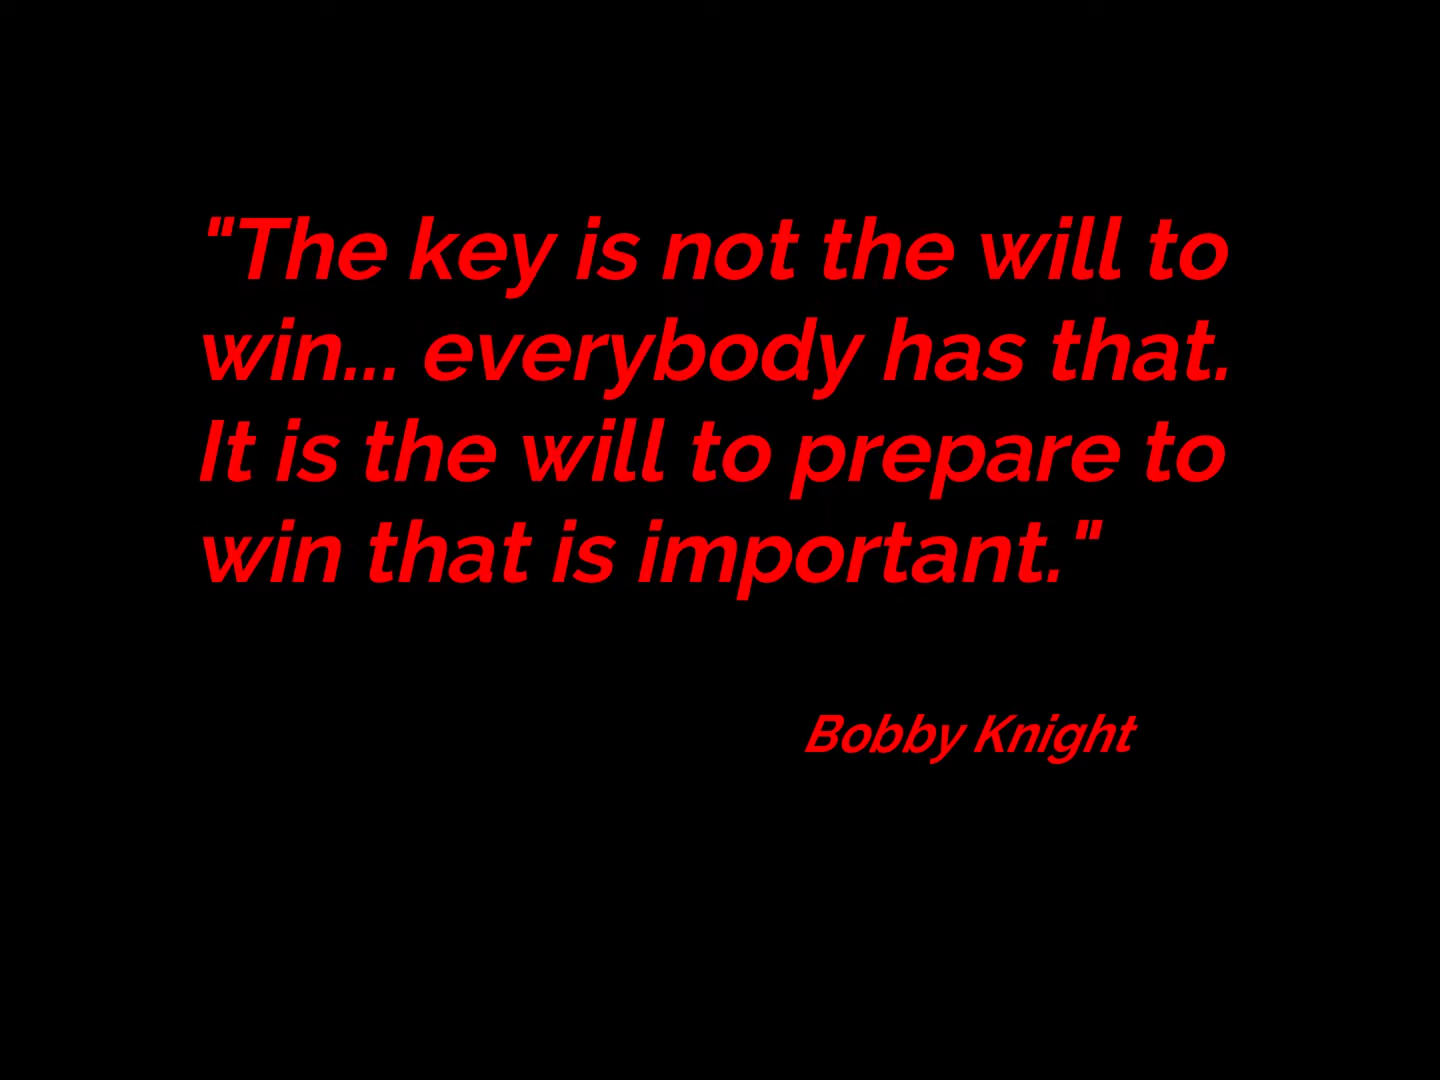 "The key is not the will to
win... everybody has that.
It is the will to prepare to
win that is important."
Bobby Knight